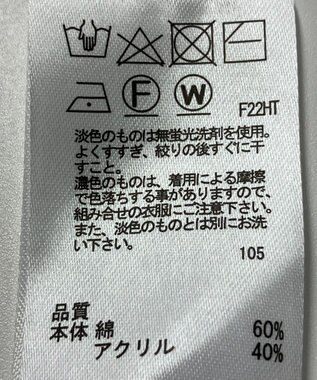 F W F22HT
淡色のものは無蛍光洗剤を使用。
よくすすぎ、絞りの後すぐに干
すこと。
濃色のものは、着用による摩擦
で色落ちする事がありますので、
組み合せの衣服にご注意下さい。
また、淡色のものとは別にお洗
い下さい。
105
品質
本体 綿 60%
アクリル 40%